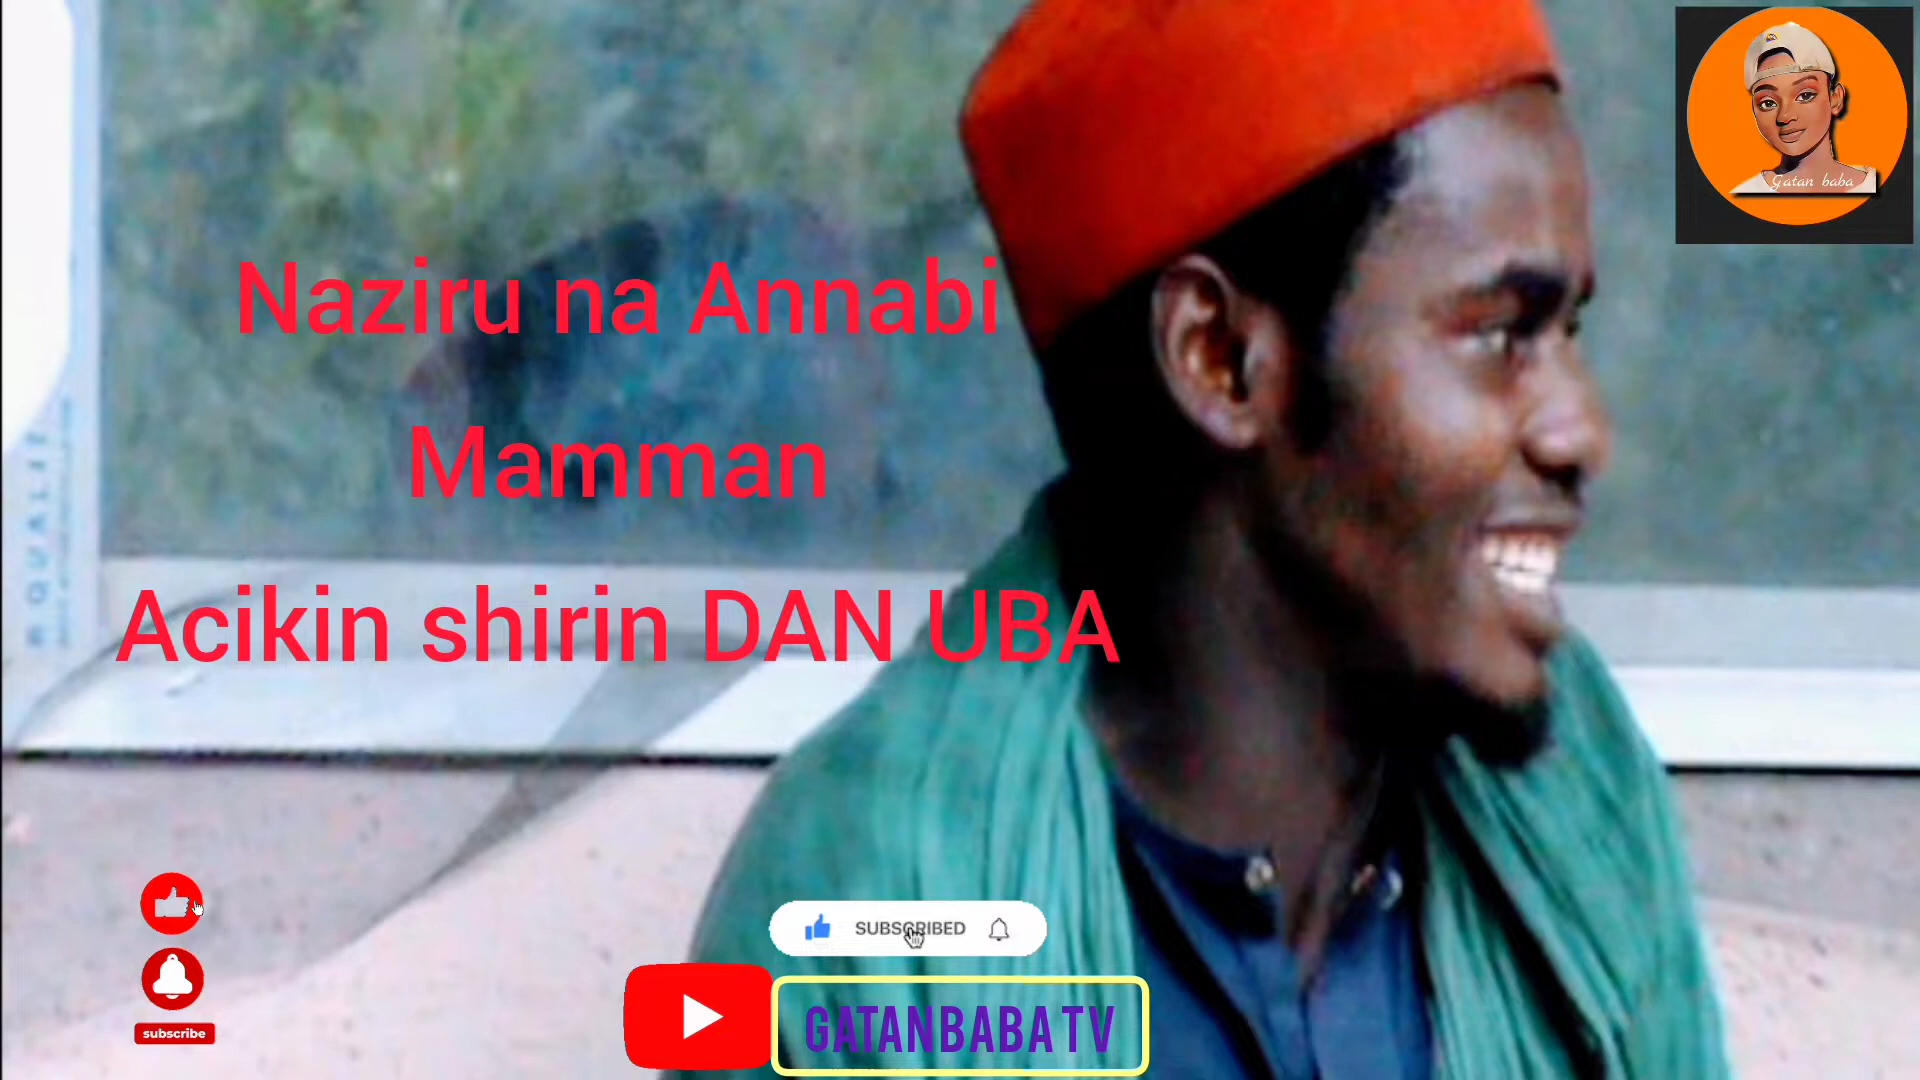 Gatan baba
Naziru na Annabi
Mamman
Acikin shirin DAN UBA
SUBSCRIBED
subscribe
GATANBABA TV